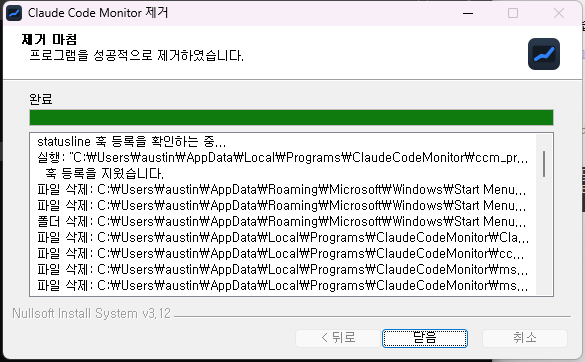 Claude Code Monitor 제거
제거 마침
프로그램을 성공적으로 제거하였습니다.
완료
statusline 훅 등록을 확인하는 중...
실행: "C:₩Users₩austin₩AppData₩Local₩Programs₩ClaudeCodeMonitor₩ccm_pr...
훅 등록을 지웠습니다.
파일 삭제: C:₩Users₩austin₩AppData₩Roaming₩Microsoft₩Windows₩Start Menu...
파일 삭제: C:₩Users₩austin₩AppData₩Roaming₩Microsoft₩Windows₩Start Menu...
폴더 삭제: C:₩Users₩austin₩AppData₩Roaming₩Microsoft₩Windows₩Start Menu...
파일 삭제: C:₩Users₩austin₩AppData₩Local₩Programs₩ClaudeCodeMonitor₩Cla...
파일 삭제: C:₩Users₩austin₩AppData₩Local₩Programs₩ClaudeCodeMonitor₩cc...
파일 삭제: C:₩Users₩austin₩AppData₩Local₩Programs₩ClaudeCodeMonitor₩ms...
파일 삭제: C:₩Users₩austin₩AppData₩Local₩Programs₩ClaudeCodeMonitor₩ms...
Nullsoft Install System v3.12
< 뒤로
닫음
취소